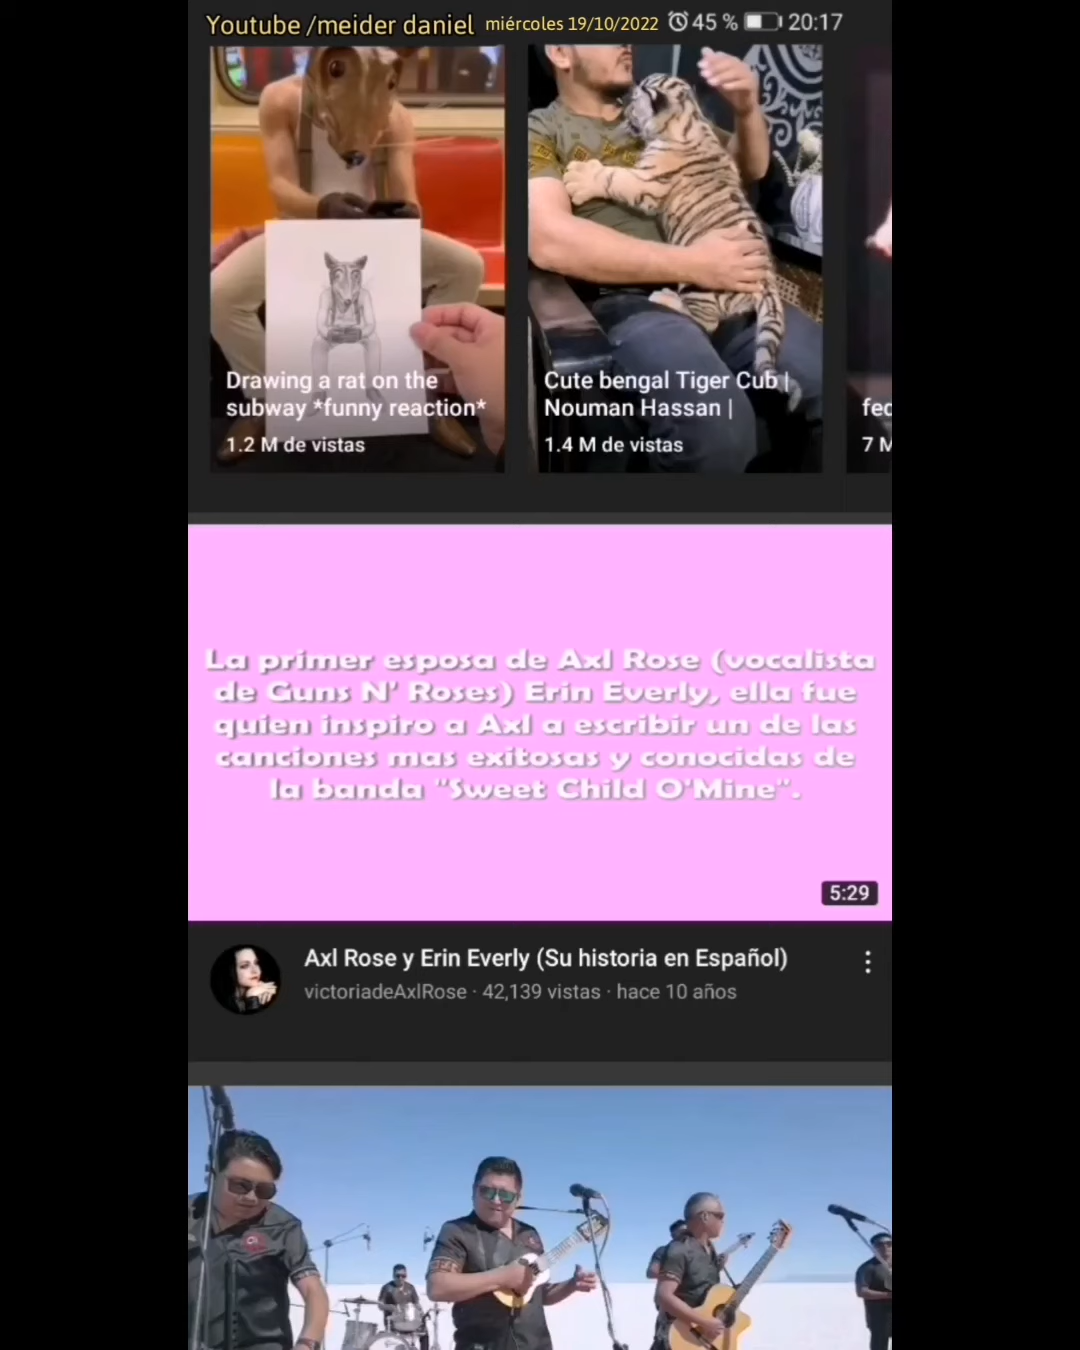 Youtube /meider daniel miércoles 19/10/2022 45 % 20:17
Drawing a rat on the
subway *funny reaction*
1.2 M de vistas
Cute bengal Tiger Cub |
Nouman Hassan |
1.4 M de vistas
fed
7 M
La primer esposa de Axl Rose (vocalista
de Guns N' Roses) Erin Everly, ella fue
quien inspiro a Axl a escribir un de las
canciones mas exitosas y conocidas de
la banda "Sweet Child O'Mine".
5:29
Axl Rose y Erin Everly (Su historia en Español)
victoriadeAxlRose · 42,139 vistas · hace 10 años